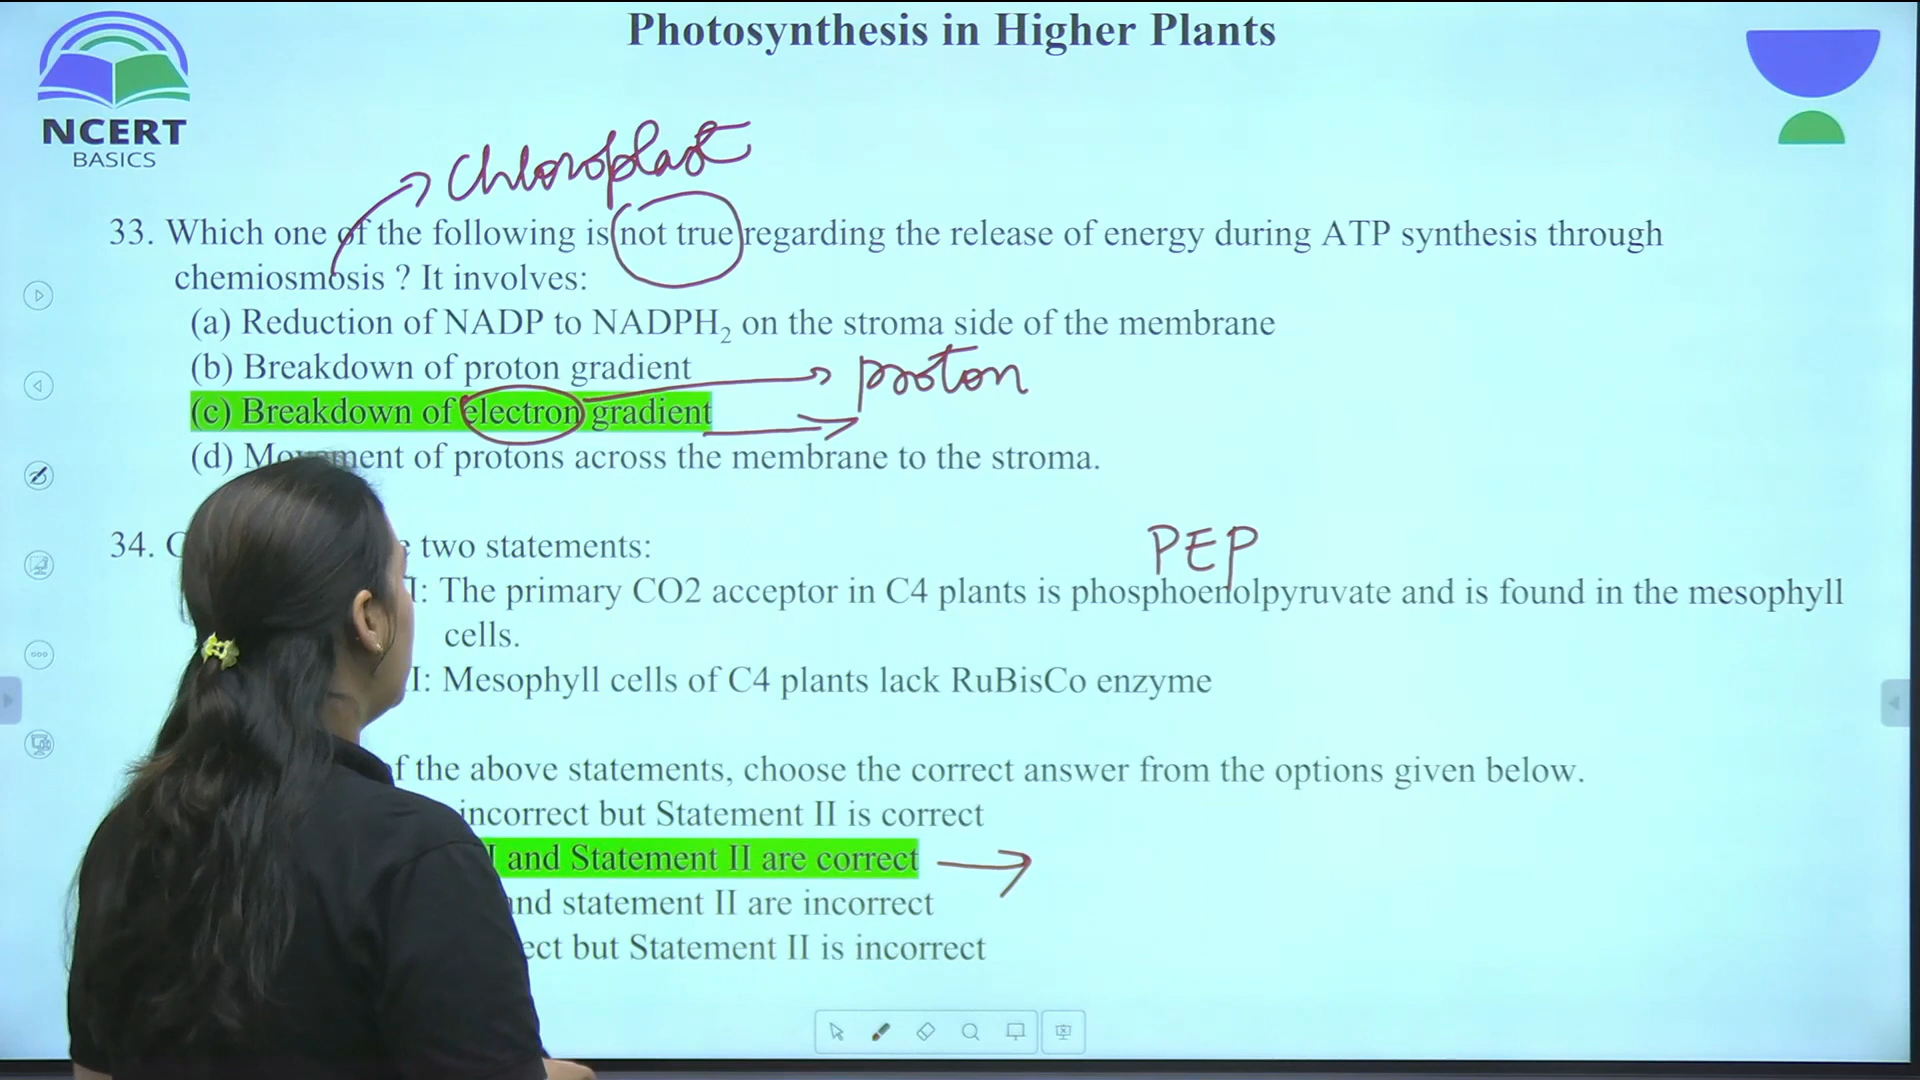 Photosynthesis in Higher Plants
NCERT
BASICS
Chloroplast
33. Which one of the following is not true regarding the release of energy during ATP synthesis through
chemiosmosis ? It involves:
(a) Reduction of NADP to NADPH₂ on the stroma side of the membrane
(b) Breakdown of proton gradient
proton
(c) Breakdown of electron gradient
(d) Movement of protons across the membrane to the stroma.
PEP
34. two statements:
I: The primary CO2 acceptor in C4 plants is phosphoenolpyruvate and is found in the mesophyll
cells.
I: Mesophyll cells of C4 plants lack RuBisCo enzyme
of the above statements, choose the correct answer from the options given below.
incorrect but Statement II is correct
I and Statement II are correct
and statement II are incorrect
ect but Statement II is incorrect